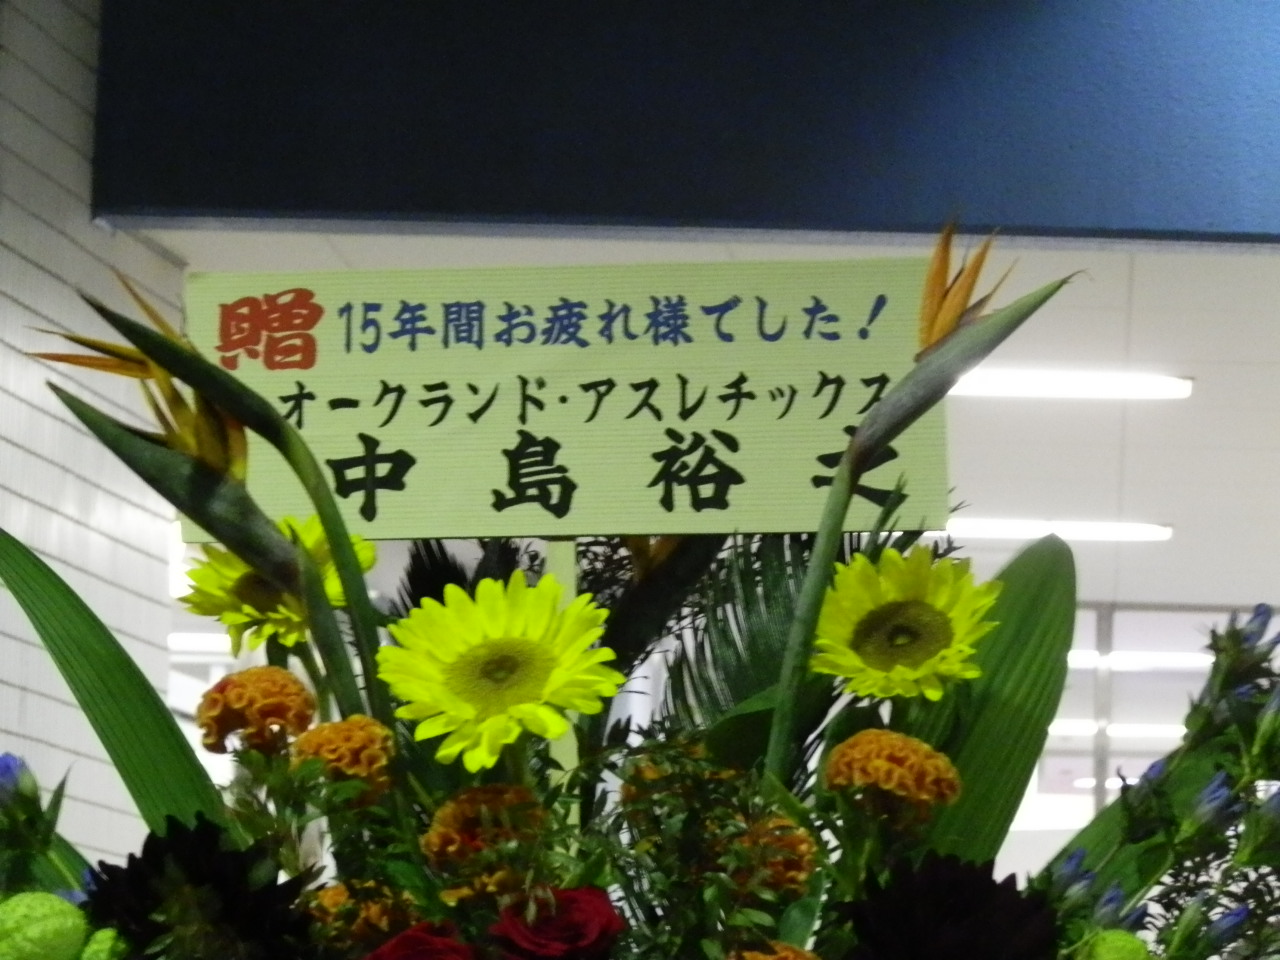 贈 15年間お疲れ様でした!
オークランド・アスレチックス
中島裕之